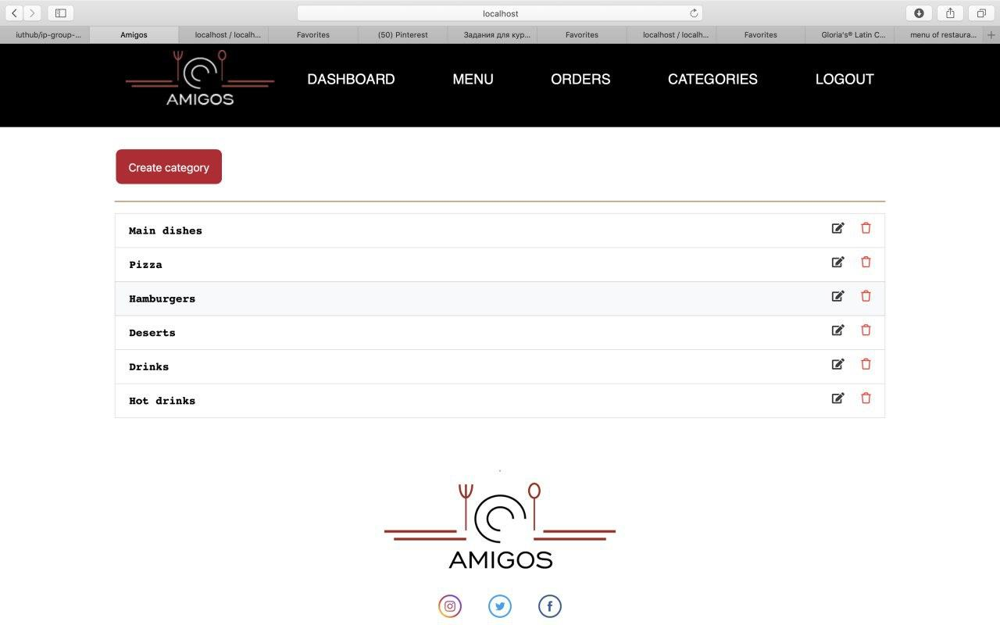 localhost
iuthub/ip-group-...
Amigos
localhost / localh...
Favorites
(50) Pinterest
Задания для кур...
Favorites
localhost / localh...
Favorites
Gloria's® Latin C...
menu of restaura...
AMIGOS
DASHBOARD
MENU
ORDERS
CATEGORIES
LOGOUT
Create category
Main dishes
Pizza
Hamburgers
Deserts
Drinks
Hot drinks
AMIGOS